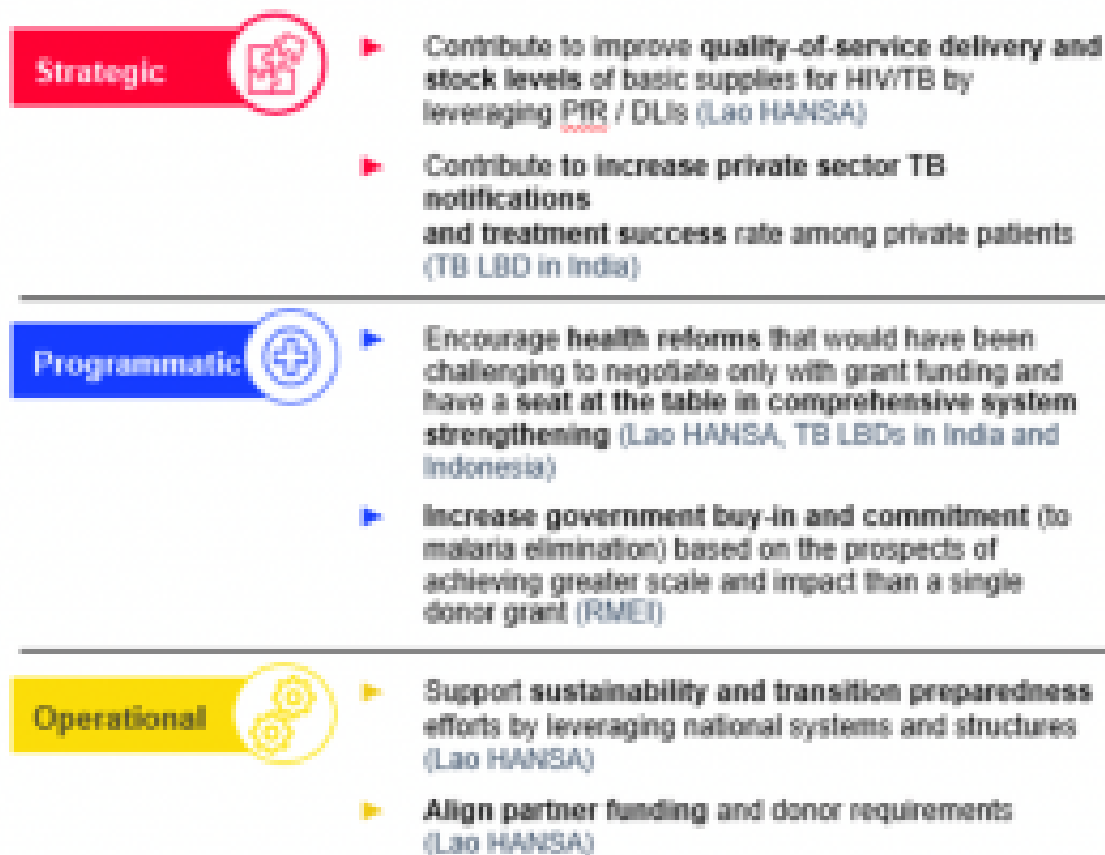 Strategic
Contribute to improve quality-of-service delivery and
stock levels of basic supplies for HIV/TB by
leveraging PfR / DLIs (Lao HANSA)
Contribute to increase private sector TB
notifications
and treatment success rate among private patients
(TB LBD in India)
Programmatic
Encourage health reforms that would have been
challenging to negotiate only with grant funding and
have a seat at the table in comprehensive system
strengthening (Lao HANSA, TB LBDs in India and
Indonesia)
Increase government buy-in and commitment (to
malaria elimination) based on the prospects of
achieving greater scale and impact than a single
donor grant (RMEI)
Operational
Support sustainability and transition preparedness
efforts by leveraging national systems and structures
(Lao HANSA)
Align partner funding and donor requirements
(Lao HANSA)